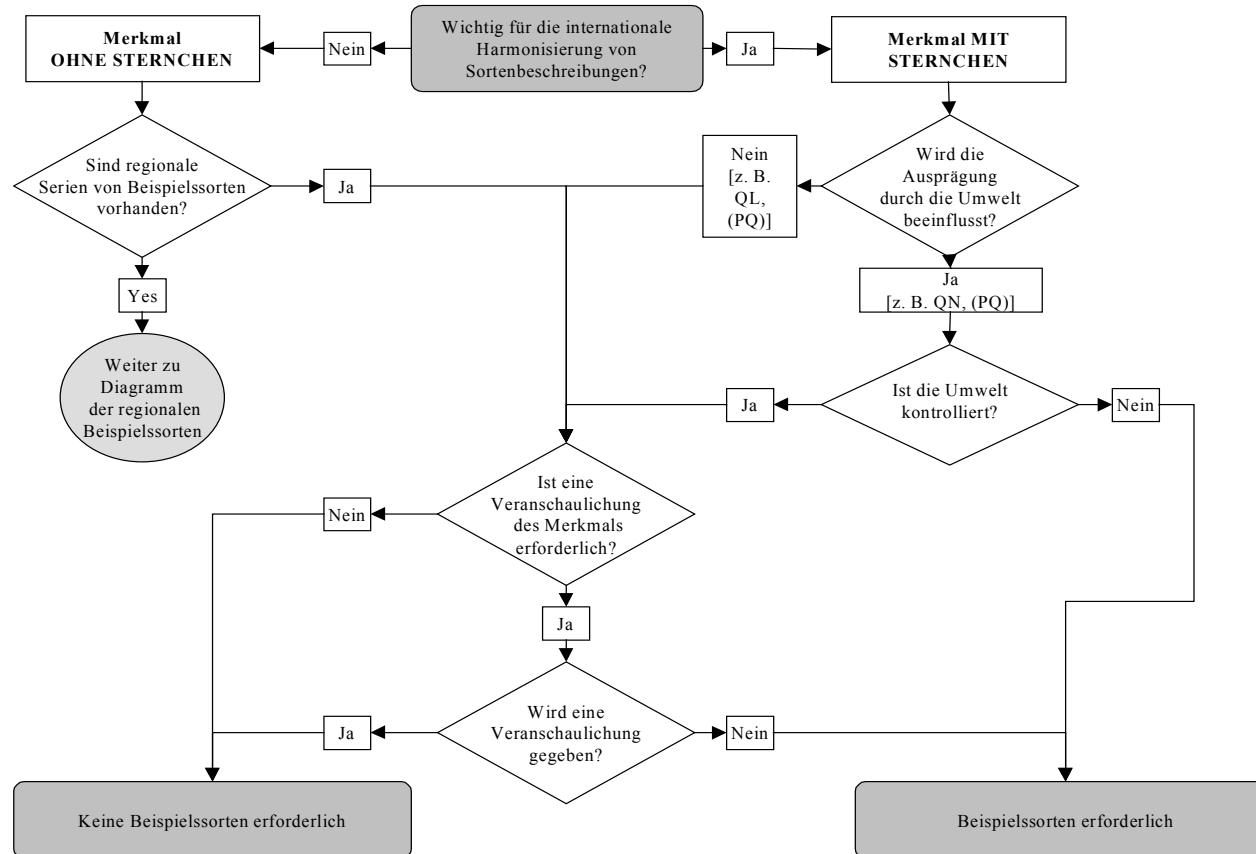 Wichtig für die internationale
Harmonisierung von
Sortenbeschreibungen?
Nein
Ja
Merkmal
OHNE STERNCHEN
Merkmal MIT
STERNCHEN
Sind regionale
Serien von Beispielssorten
vorhanden?
Ja
Nein
[z. B.
QL,
(PQ)]
Wird die
Ausprägung
durch die Umwelt
beeinflusst?
Yes
Ja
[z. B. QN, (PQ)]
Weiter zu
Diagramm
der regionalen
Beispielssorten
Ja
Ist die Umwelt
kontrolliert?
Nein
Nein
Ist eine
Veranschaulichung
des Merkmals
erforderlich?
Ja
Ja
Wird eine
Veranschaulichung
gegeben?
Nein
Keine Beispielssorten erforderlich
Beispielssorten erforderlich